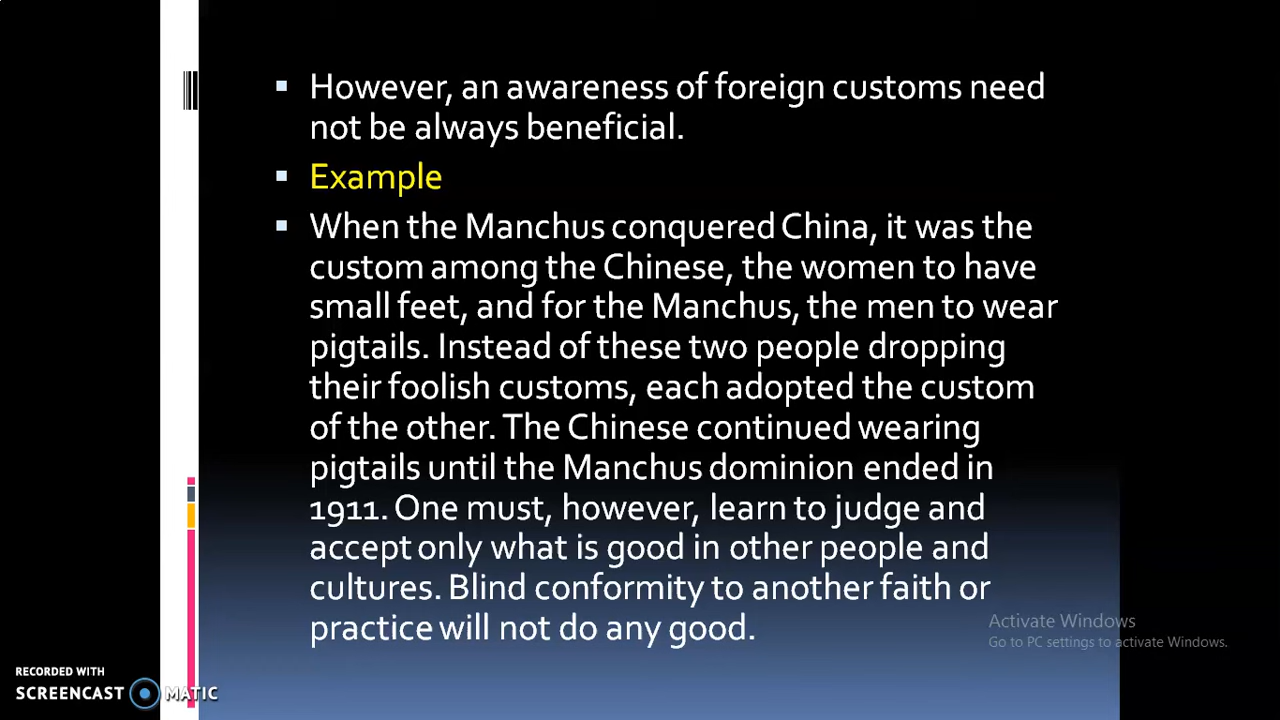 However, an awareness of foreign customs need
not be always beneficial.
Example
When the Manchus conquered China, it was the
custom among the Chinese, the women to have
small feet, and for the Manchus, the men to wear
pigtails. Instead of these two people dropping
their foolish customs, each adopted the custom
of the other. The Chinese continued wearing
pigtails until the Manchus dominion ended in
1911. One must, however, learn to judge and
accept only what is good in other people and
cultures. Blind conformity to another faith or
practice will not do any good.
Activate Windows
Go to PC settings to activate Windows.
RECORDED WITH
SCREENCAST MATIC